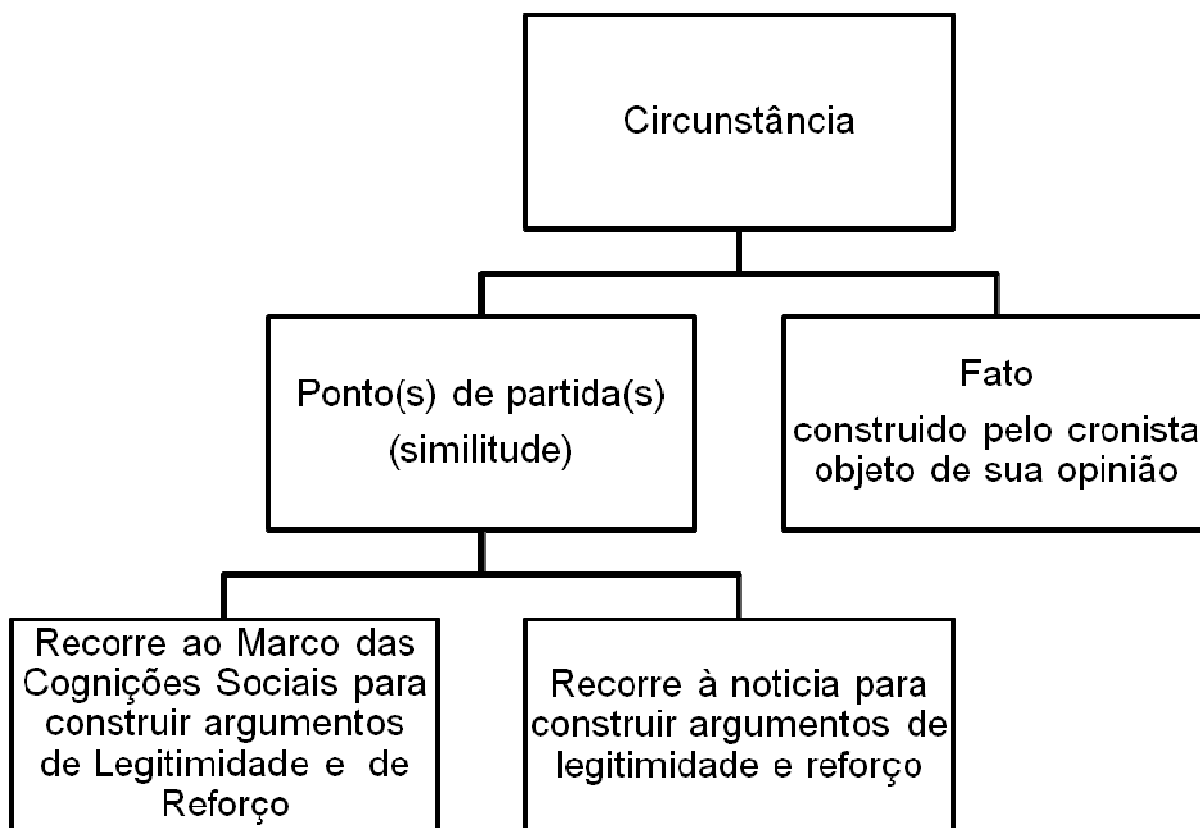 Circunstância
Ponto(s) de partida(s)
(similitude)
Fato
construido pelo cronista
objeto de sua opinião
Recorre ao Marco das
Cognições Sociais para
construir argumentos
de Legitimidade e de
Reforço
Recorre à noticia para
construir argumentos de
legitimidade e reforço